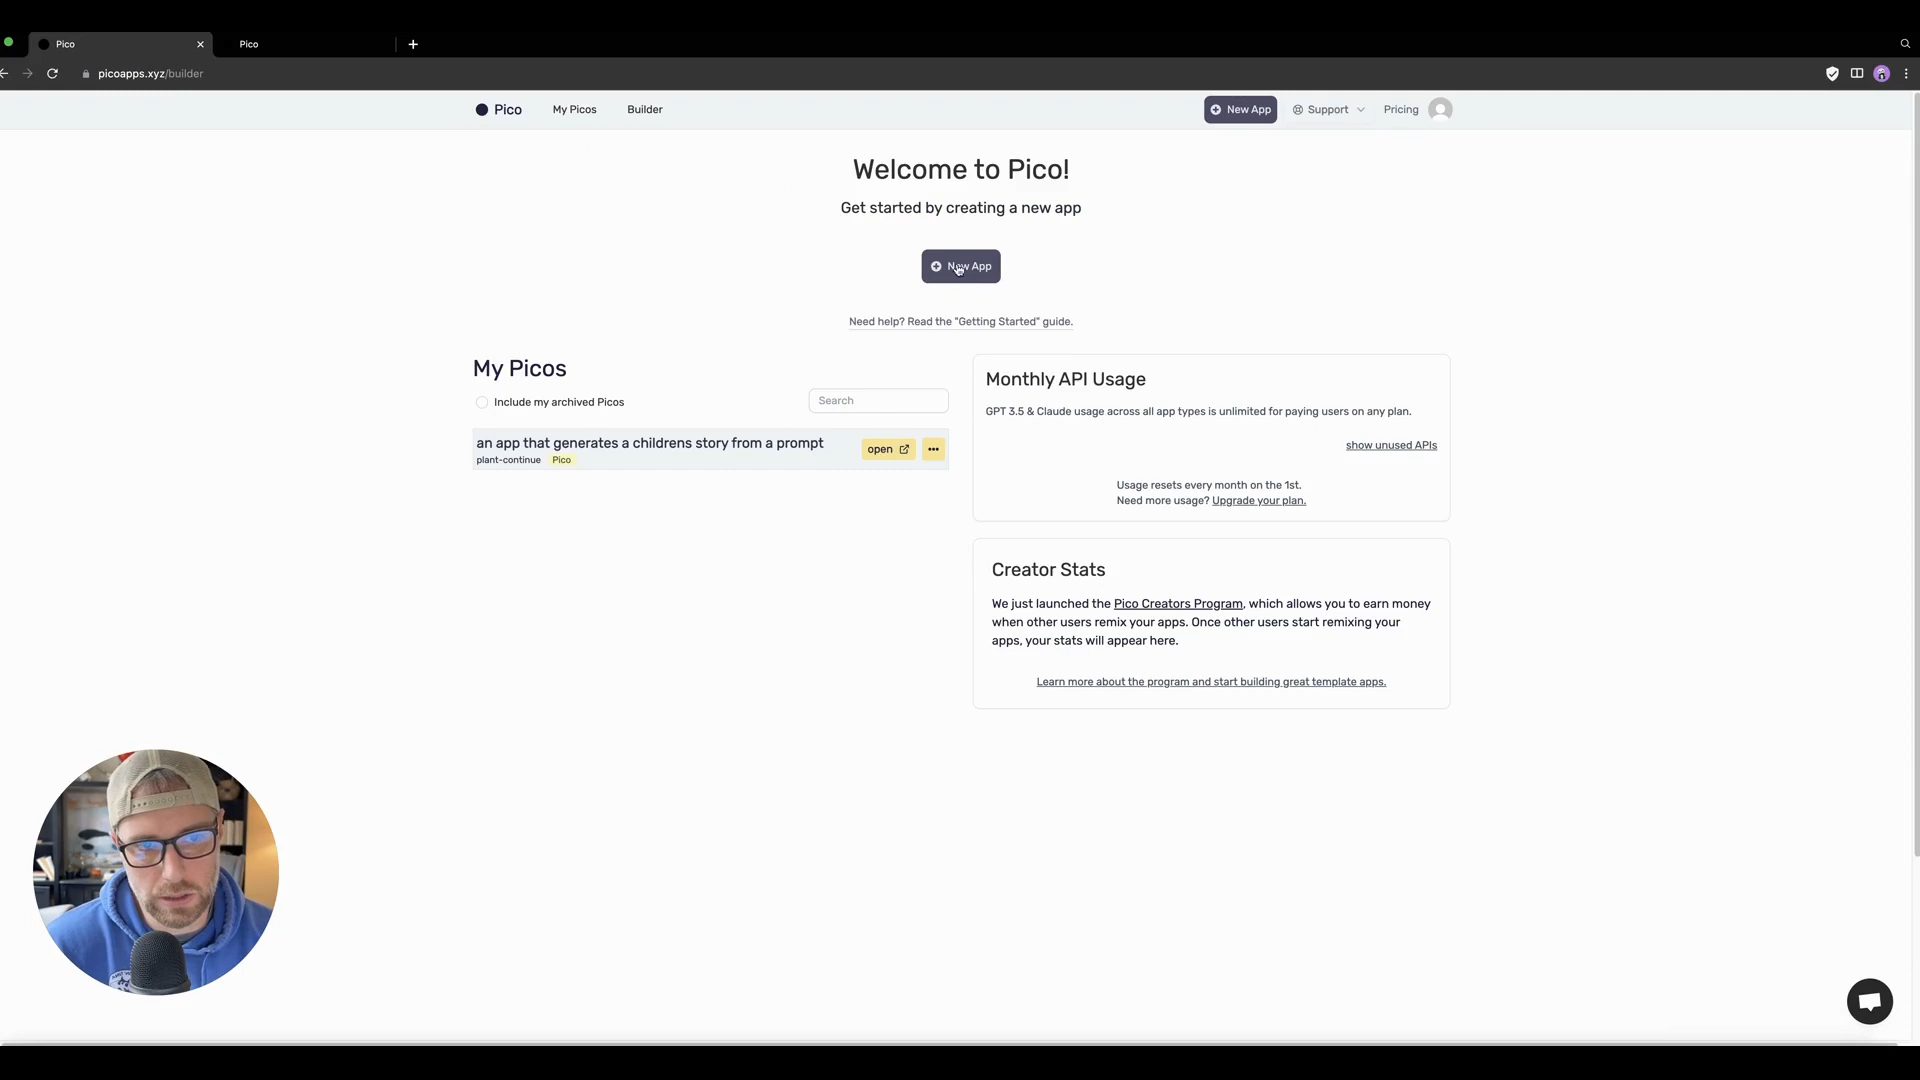 Pico
Pico
picoapps.xyz/builder
Pico
My Picos
Builder
New App
Support
Pricing
Welcome to Pico!
Get started by creating a new app
New App
Need help? Read the "Getting Started" guide.
My Picos
Include my archived Picos
Search
an app that generates a childrens story from a prompt
plant-continue
Pico
open
Monthly API Usage
GPT 3.5 & Claude usage across all app types is unlimited for paying users on any plan.
show unused APIs
Usage resets every month on the 1st.
Need more usage? Upgrade your plan.
Creator Stats
We just launched the Pico Creators Program, which allows you to earn money
when other users remix your apps. Once other users start remixing your
apps, your stats will appear here.
Learn more about the program and start building great template apps.